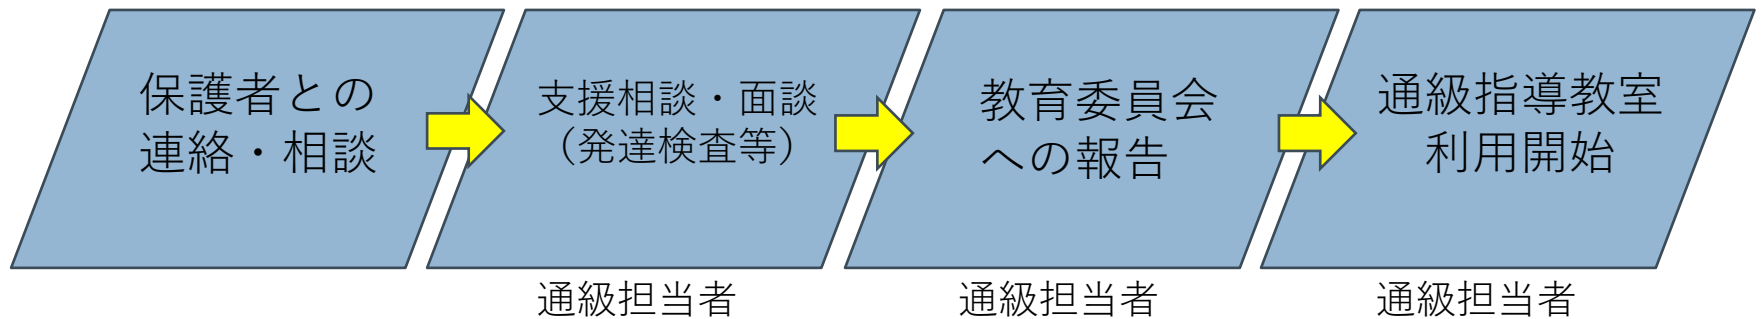 保護者との
連絡・相談
支援相談・面談
（発達検査等）
教育委員会
への報告
通級指導教室
利用開始
通級担当者
通級担当者
通級担当者